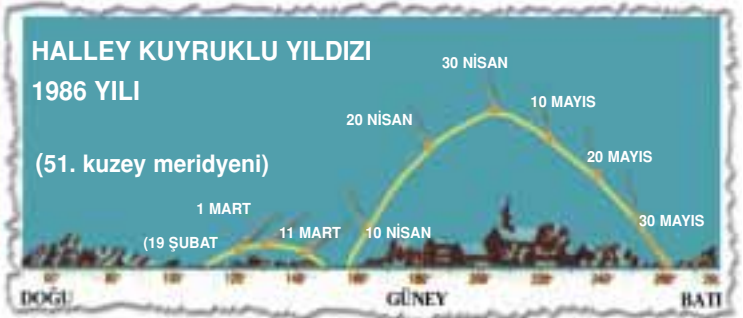 HALLEY KUYRUKLU YILDIZI
1986 YILI
30 NİSAN
10 MAYIS
20 NİSAN
20 MAYIS
(51. kuzey meridyeni)
1 MART
30 MAYIS
11 MART
10 NİSAN
(19 ŞUBAT
DOĞU
GÜNEY
BATI